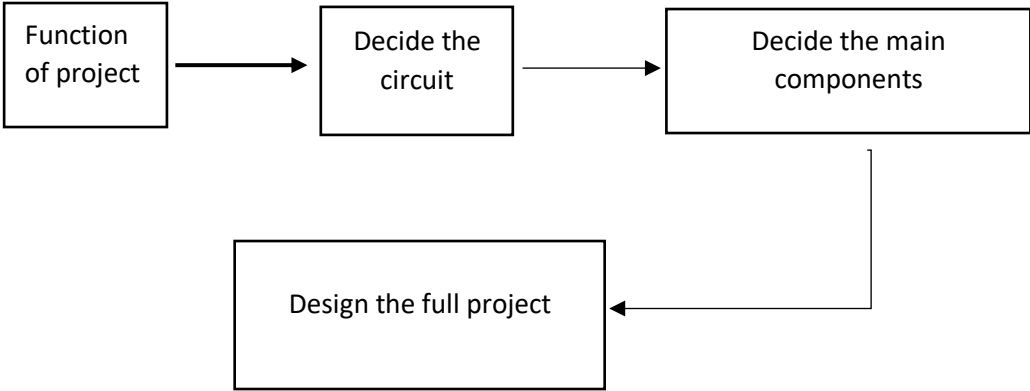 Function
of project
Decide the
circuit
Decide the main
components
Design the full project